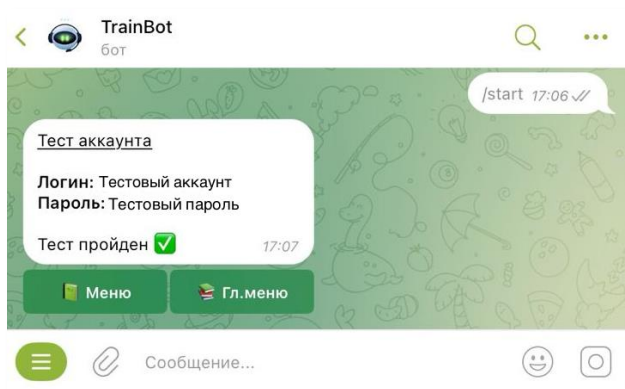 TrainBot
бот
/start 17:06
Тест аккаунта
Логин: Тестовый аккаунт
Пароль: Тестовый пароль
Тест пройден ✅ 17:07
📗 Меню
📚 Гл.меню
Сообщение...